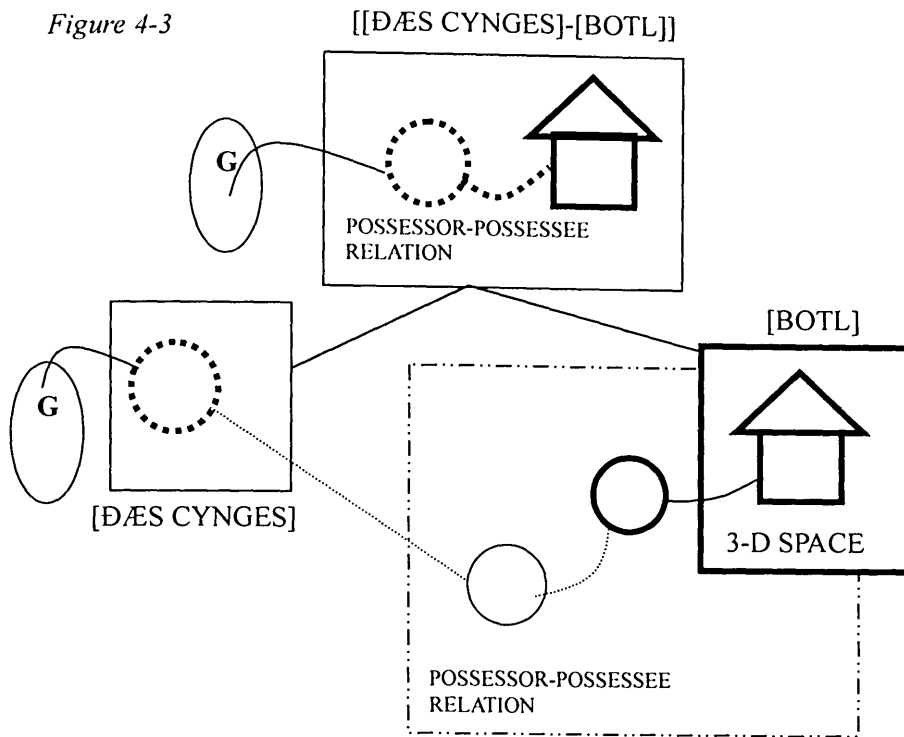 Figure 4-3
[[ÐÆS CYNGES]-[BOTL]]
G
POSSESSOR-POSSESSEE
RELATION
[BOTL]
G
[ÐÆS CYNGES]
3-D SPACE
POSSESSOR-POSSESSEE
RELATION